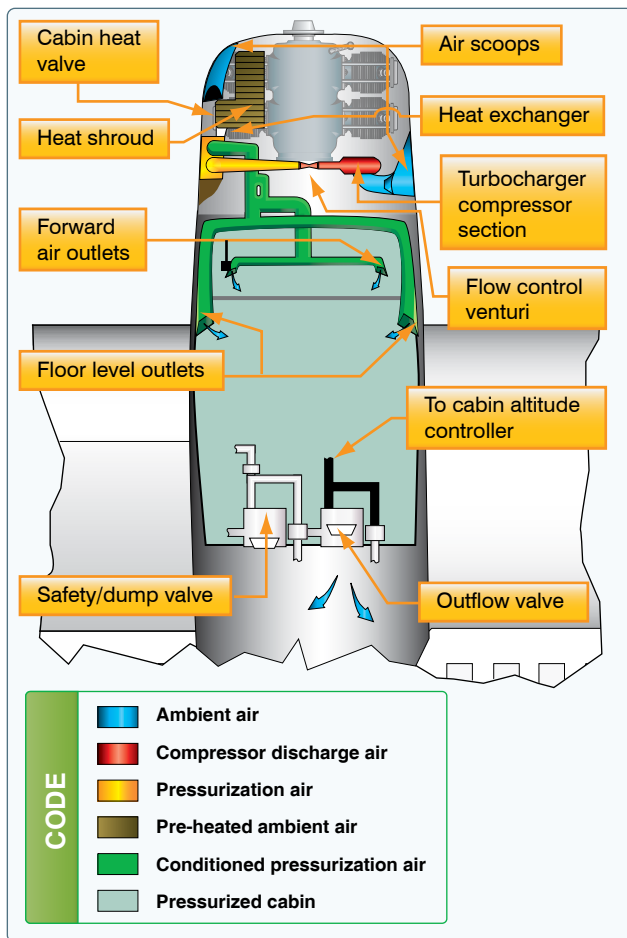 Cabin heat
valve
Air scoops
Heat shroud
Heat exchanger
Turbocharger
compressor
section
Forward
air outlets
Flow control
venturi
Floor level outlets
To cabin altitude
controller
Safety/dump valve
Outflow valve
CODE
Ambient air
Compressor discharge air
Pressurization air
Pre-heated ambient air
Conditioned pressurization air
Pressurized cabin